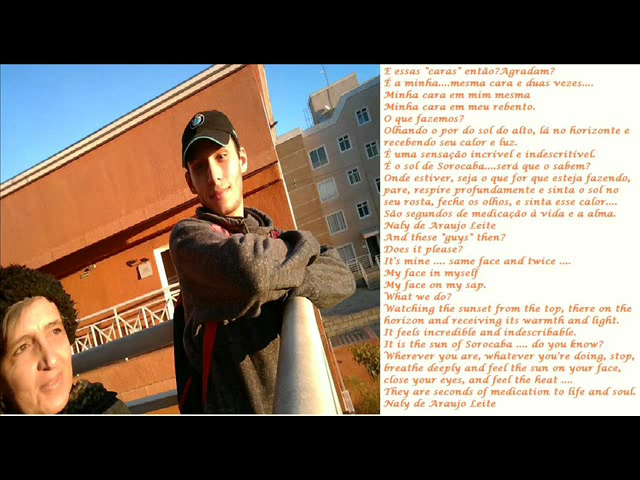 E essas "caras" então?Agradam?
É a minha....mesma cara e duas vezes....
Minha cara em mim mesma
Minha cara em meu rebento.
O que fazemos?
Olhando o por do sol do alto, lá no horizonte e
recebendo seu calor e luz.
É uma sensação incrível e indescritível.
É o sol de Sorocaba....será que o sabem?
Onde estiver, seja o que for que esteja fazendo,
pare, respire profundamente e sinta o sol no
seu rosta, feche os olhos, e sinta esse calor....
São segundos de medicação à vida e a alma.
Naly de Araujo Leite
And these "guys" then?
Does it please?
It's mine .... same face and twice ....
My face in myself
My face on my sap.
What we do?
Watching the sunset from the top, there on the
horizon and receiving its warmth and light.
It feels incredible and indescribable.
It is the sun of Sorocaba .... do you know?
Wherever you are, whatever you're doing, stop,
breathe deeply and feel the sun on your face,
close your eyes, and feel the heat ....
They are seconds of medication to life and soul.
Naly de Araujo Leite